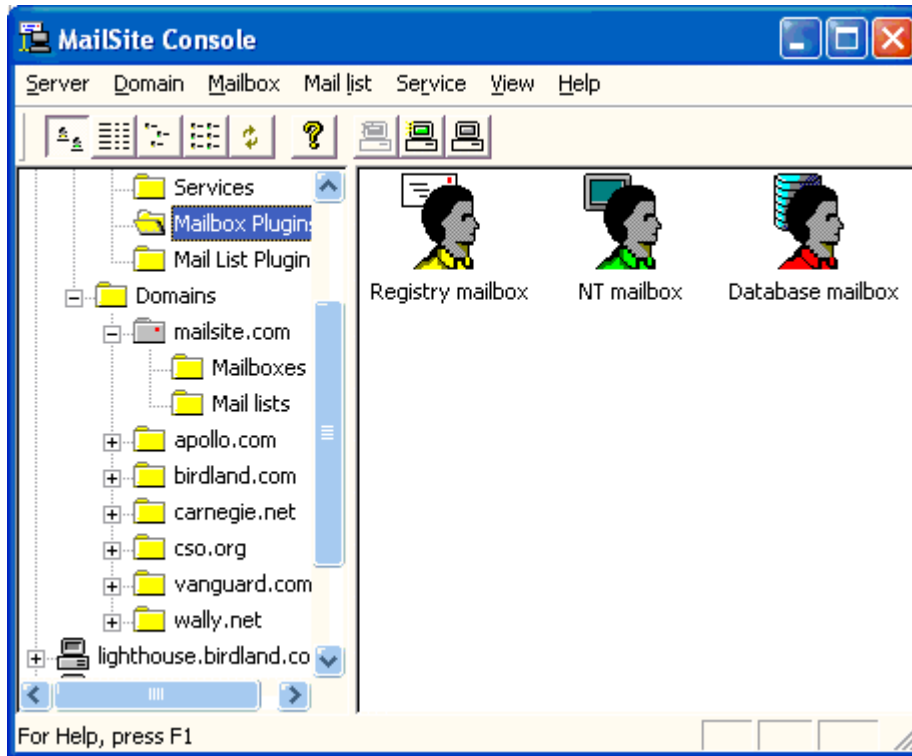 MailSite Console
Server Domain Mailbox Mail list Service View Help
Services
Mailbox Plugins
Mail List Plugin
Domains
mailsite.com
Mailboxes
Mail lists
apollo.com
birdland.com
carnegie.net
cso.org
vanguard.com
wally.net
lighthouse.birdland.co
Registry mailbox NT mailbox Database mailbox
For Help, press F1